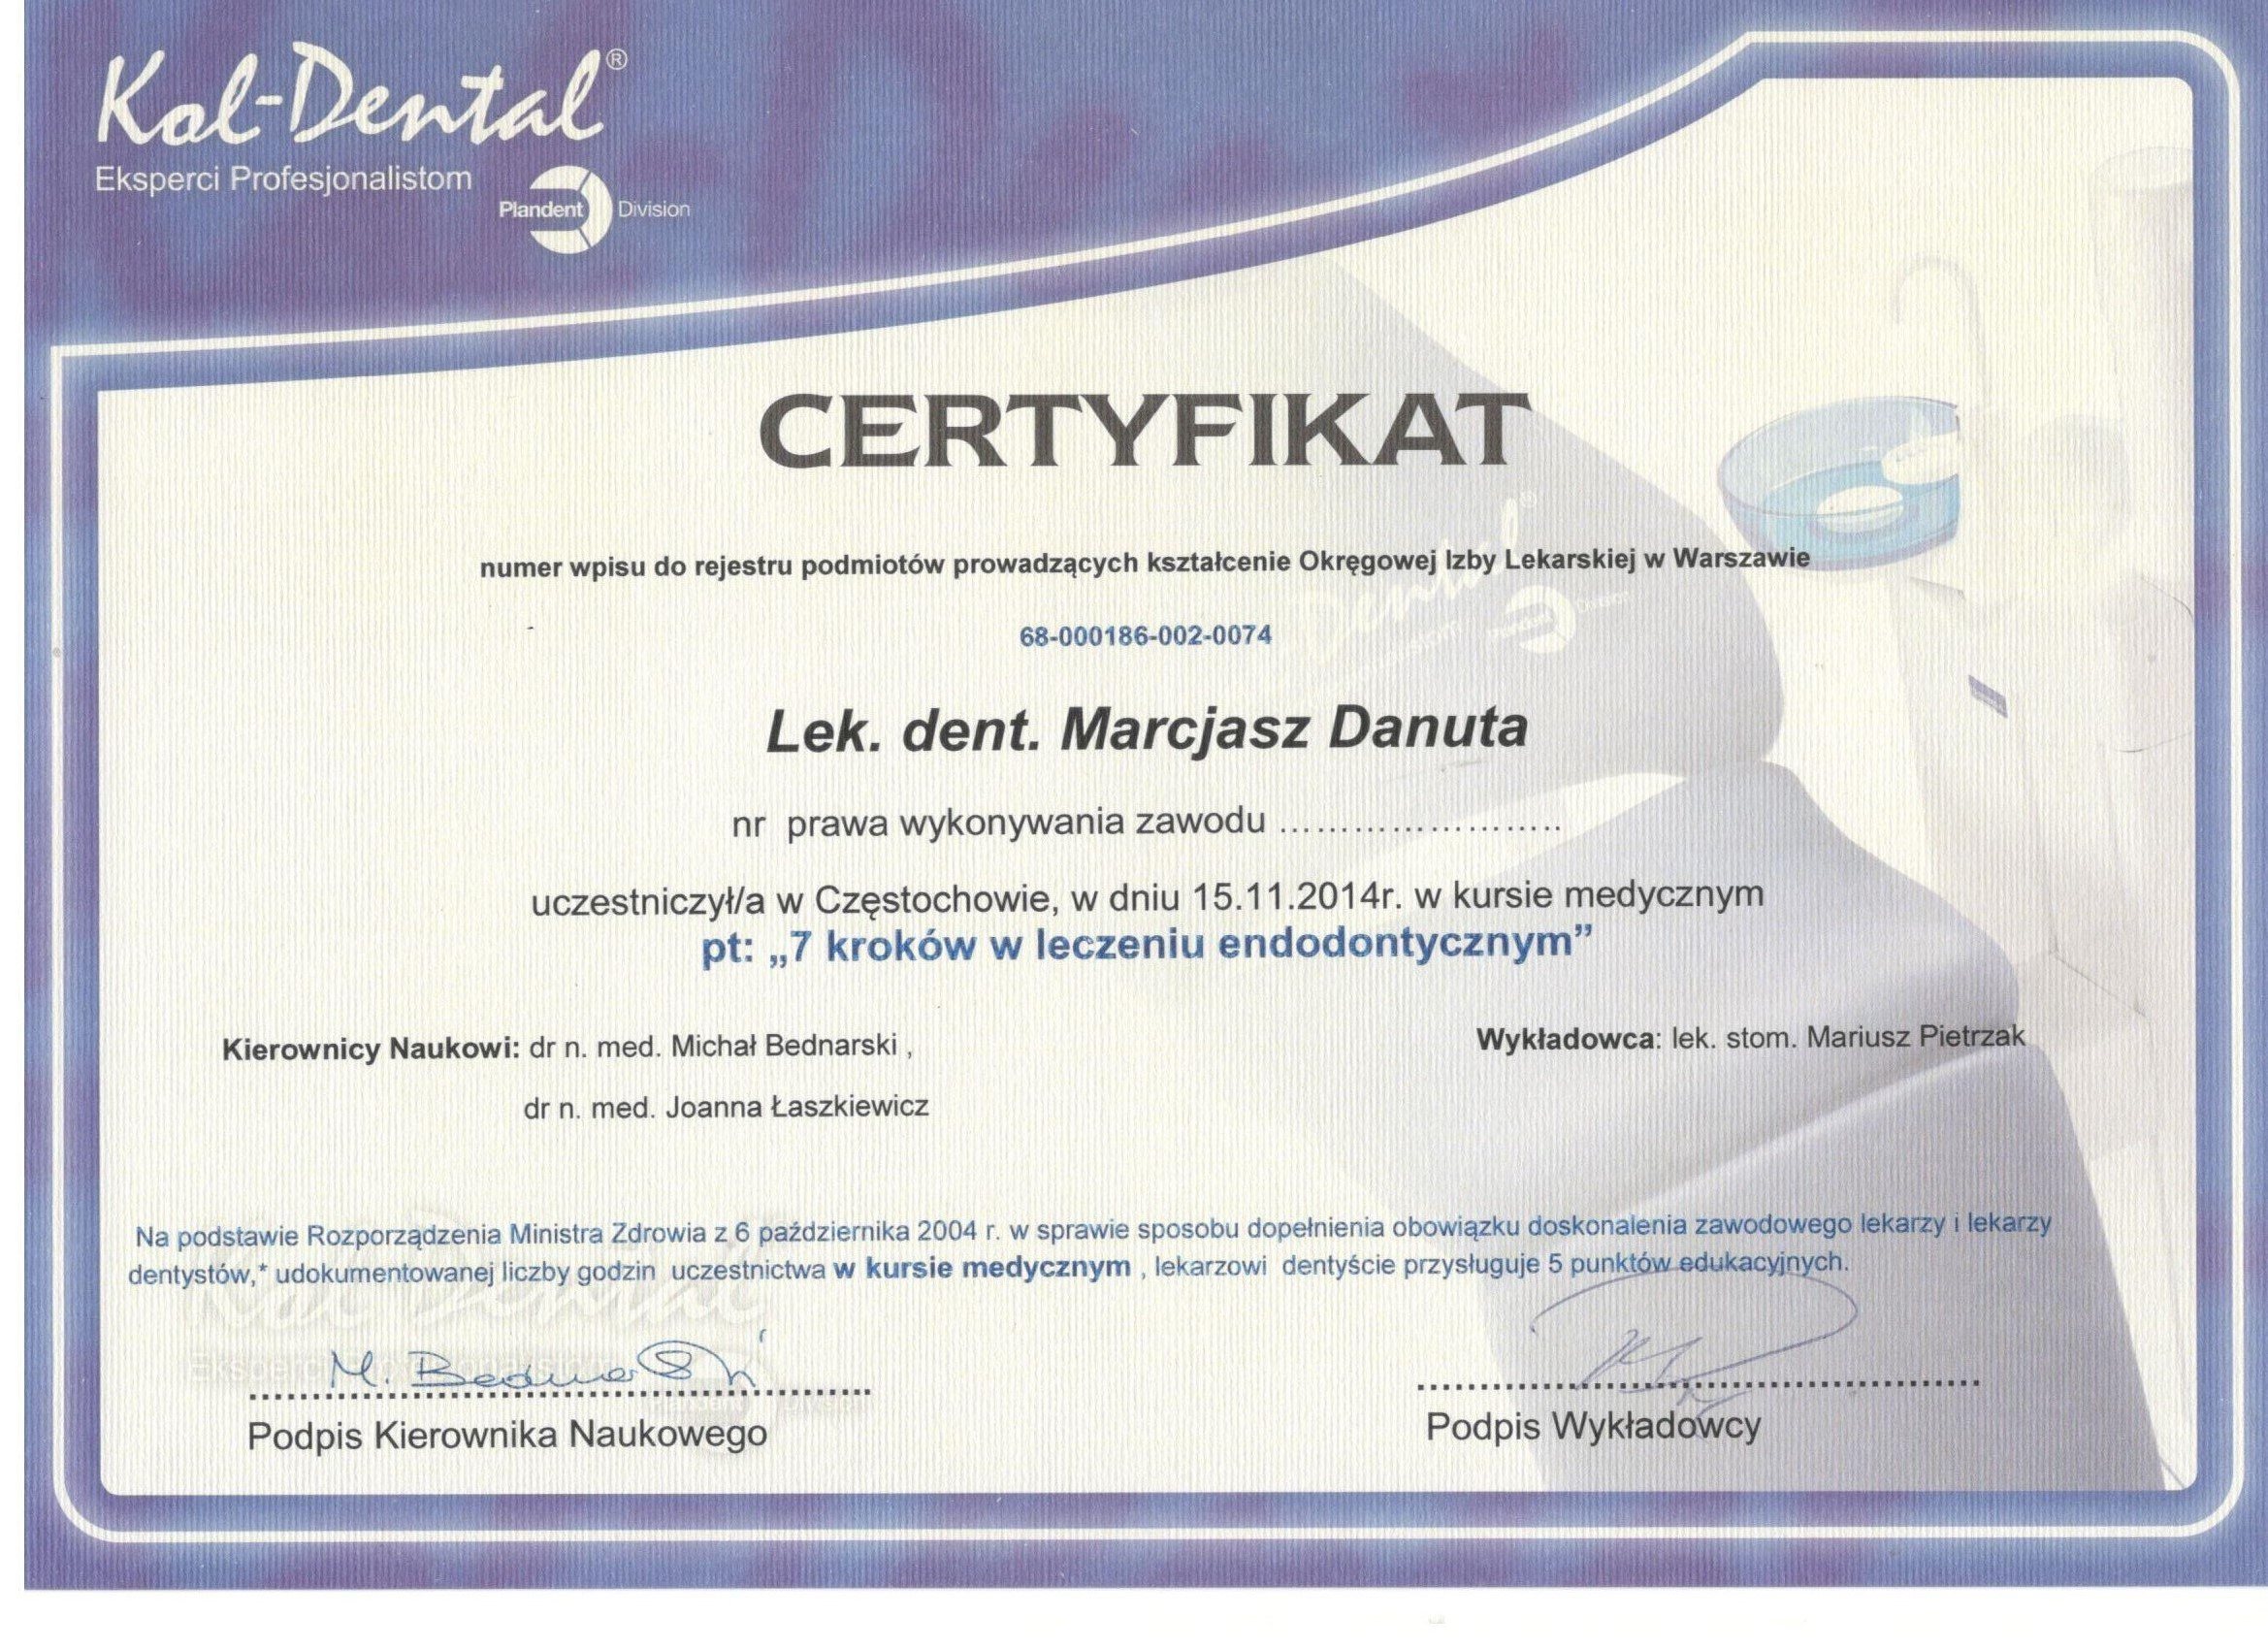 Kol-Dental®
Eksperci Profesjonalistom
Plandent Division
CERTYFIKAT
numer wpisu do rejestru podmiotów prowadzących kształcenie Okręgowej Izby Lekarskiej w Warszawie
68-000186-002-0074
Lek. dent. Marcjasz Danuta
nr prawa wykonywania zawodu ……………………..
uczestniczył/a w Częstochowie, w dniu 15.11.2014r. w kursie medycznym
pt: „7 kroków w leczeniu endodontycznym”
Kierownicy Naukowi: dr n. med. Michał Bednarski ,
Wykładowca: lek. stom. Mariusz Pietrzak
dr n. med. Joanna Łaszkiewicz
Na podstawie Rozporządzenia Ministra Zdrowia z 6 października 2004 r. w sprawie sposobu dopełnienia obowiązku doskonalenia zawodowego lekarzy i lekarzy
dentystów,* udokumentowanej liczby godzin uczestnictwa w kursie medycznym , lekarzowi dentyście przysługuje 5 punktów edukacyjnych.
M. Bednarski
Podpis Kierownika Naukowego
Podpis Wykładowcy